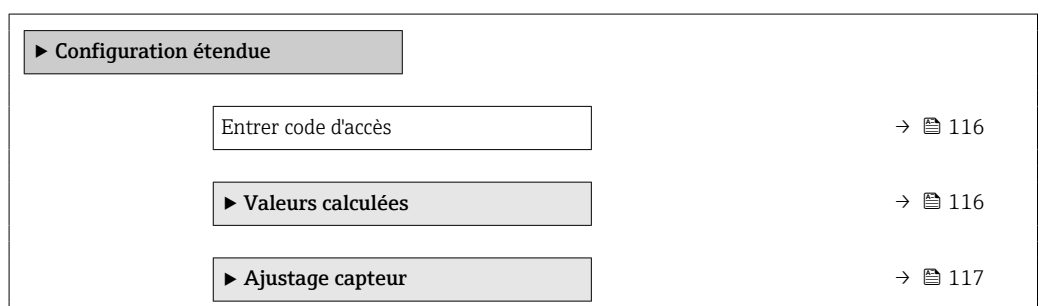 ▶ Configuration étendue
Entrer code d'accès → 116
▶ Valeurs calculées → 116
▶ Ajustage capteur → 117